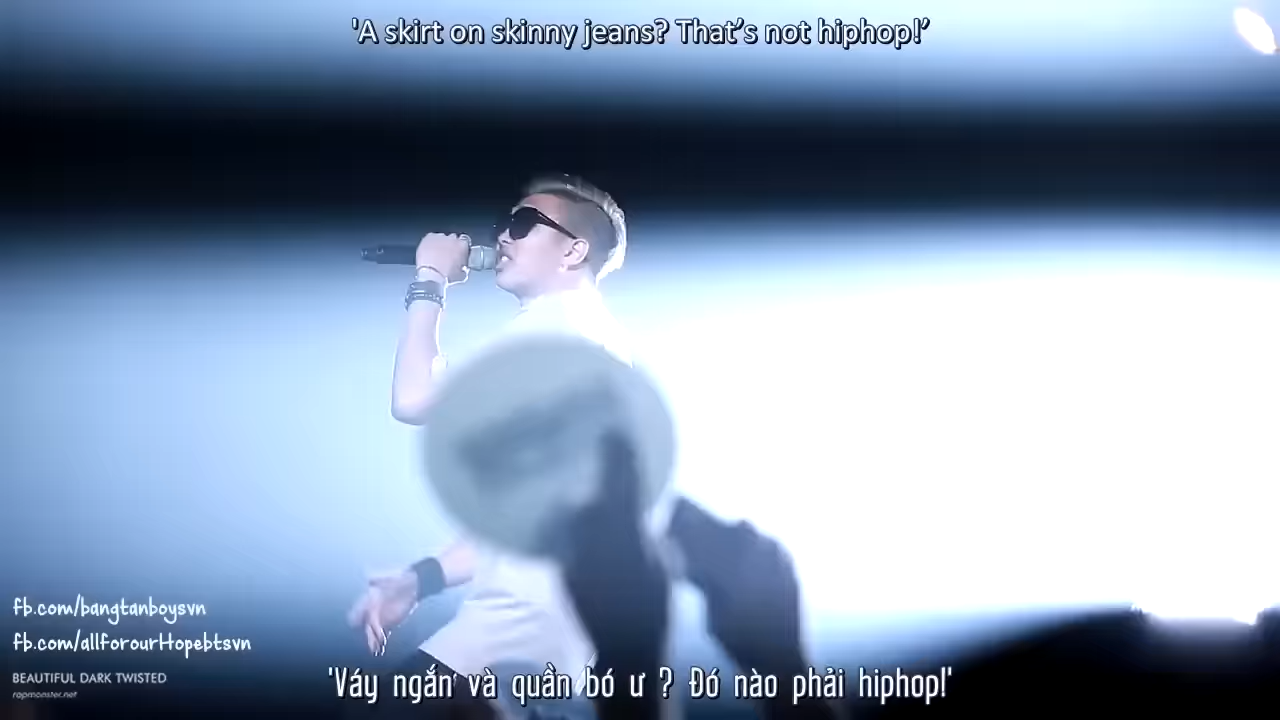 'A skirt on skinny jeans? That’s not hiphop!’
fb.com/bangtanboysvn
fb.com/allforourHopebtsvn
BEAUTIFUL DARK TWISTED
rapmonster.net
'Váy ngắn và quần bó ư ? Đó nào phải hiphop!'